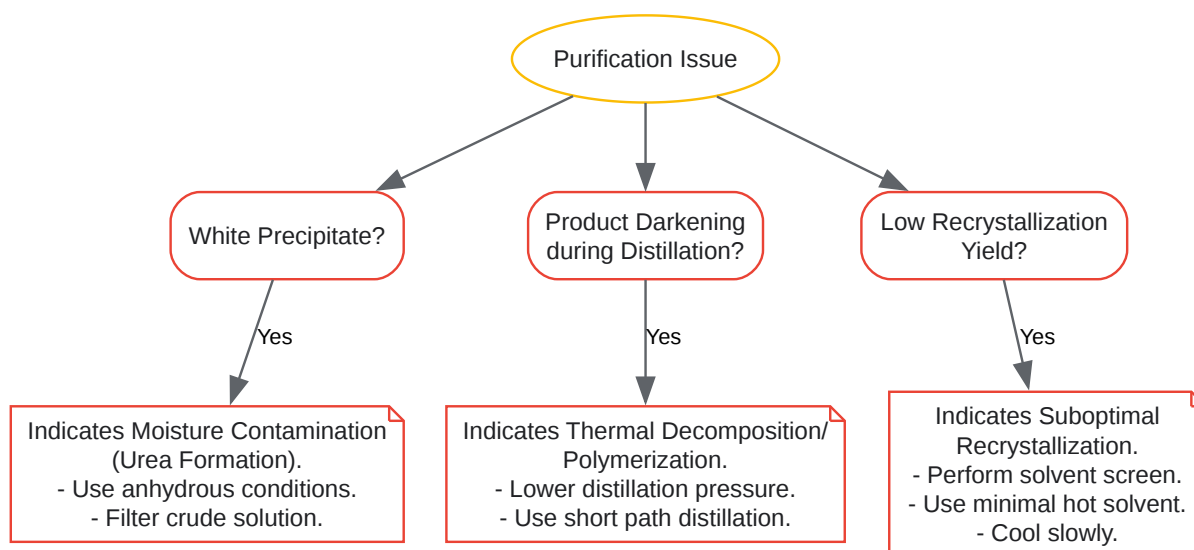 Purification Issue
White Precipitate?
Product Darkening
during Distillation?
Low Recrystallization
Yield?
Yes
Yes
Yes
Indicates Moisture Contamination
(Urea Formation).
- Use anhydrous conditions.
- Filter crude solution.
Indicates Thermal Decomposition/
Polymerization.
- Lower distillation pressure.
- Use short path distillation.
Indicates Suboptimal
Recrystallization.
- Perform solvent screen.
- Use minimal hot solvent.
- Cool slowly.